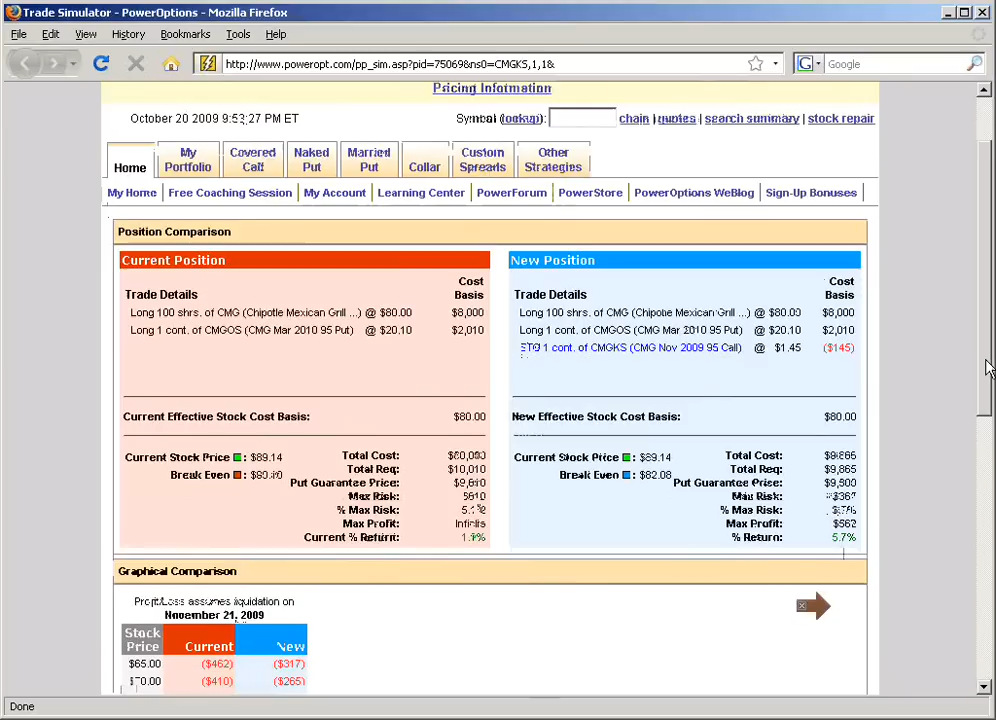 Trade Simulator - PowerOptions - Mozilla Firefox
File Edit View History Bookmarks Tools Help
http://www.poweropt.com/pp_sim.asp?pid=75069&ns0=CMGKS,1,1&
Google
Pricing Information
October 20 2009 9:53:27 PM ET
Symbol (lookup): chain | quotes | search summary | stock repair
Home
My Portfolio
Covered Call
Naked Put
Married Put
Collar
Custom Spreads
Other Strategies
My Home Free Coaching Session My Account Learning Center PowerForum PowerStore PowerOptions WeBlog Sign-Up Bonuses
Position Comparison
Current Position
Trade Details Cost Basis
Long 100 shrs. of CMG (Chipotle Mexican Grill ...) @ $80.00 $8,000
Long 1 cont. of CMGOS (CMG Mar 2010 95 Put) @ $20.10 $2,010
Current Effective Stock Cost Basis: $80.00
Current Stock Price : $89.14
Break Even :
Total Cost:
Total Req: $10,010
Put Guarantee Price:
Max Risk:
% Max Risk:
Max Profit:
Current % Return:
New Position
Trade Details Cost Basis
Long 100 shrs. of CMG (Chipotle Mexican Grill ...) @ $80.00 $8,000
Long 1 cont. of CMGOS (CMG Mar 2010 95 Put) @ $20.10 $2,010
STO 1 cont. of CMGKS (CMG Nov 2009 95 Call) @ $1.45 ($145)
New Effective Stock Cost Basis: $80.00
Current Stock Price : $89.14
Break Even : $82.08
Total Cost:
Total Req: $9,865
Put Guarantee Price:
Max Risk:
% Max Risk:
Max Profit: $562
% Return: 5.7%
Graphical Comparison
Profit/Loss assumes liquidation on
November 21, 2009
Stock Price Current New
$65.00 ($462) ($317)
$70.00 ($410) ($265)
Done